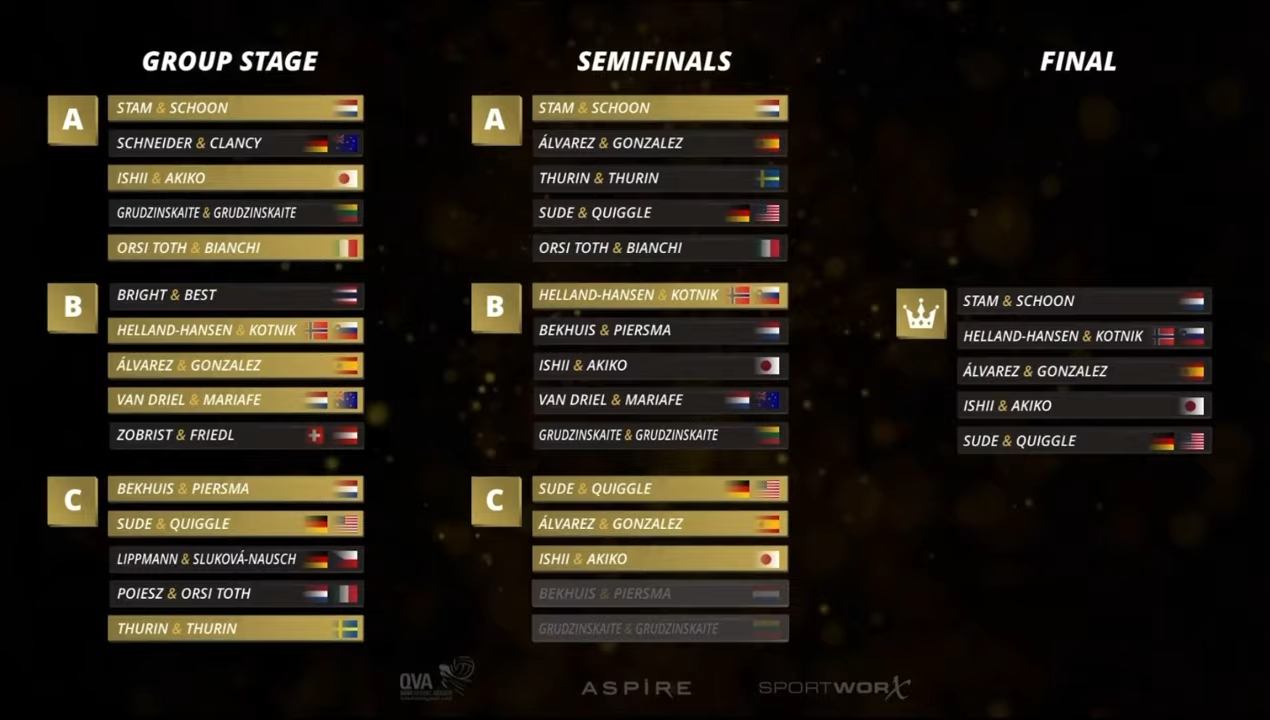 GROUP STAGE
A
STAM & SCHOON
SCHNEIDER & CLANCY
ISHII & AKIKO
GRUDZINSKAITE & GRUDZINSKAITE
ORSI TOTH & BIANCHI
B
BRIGHT & BEST
HELLAND-HANSEN & KOTNIK
ÁLVAREZ & GONZALEZ
VAN DRIEL & MARIAFE
ZOBRIST & FRIEDL
C
BEKHUIS & PIERSMA
SUDE & QUIGGLE
LIPPMANN & SLUKOVÁ-NAUSCH
POIESZ & ORSI TOTH
THURIN & THURIN
SEMIFINALS
A
STAM & SCHOON
ÁLVAREZ & GONZALEZ
THURIN & THURIN
SUDE & QUIGGLE
ORSI TOTH & BIANCHI
B
HELLAND-HANSEN & KOTNIK
BEKHUIS & PIERSMA
ISHII & AKIKO
VAN DRIEL & MARIAFE
GRUDZINSKAITE & GRUDZINSKAITE
C
SUDE & QUIGGLE
ÁLVAREZ & GONZALEZ
ISHII & AKIKO
BEKHUIS & PIERSMA
GRUDZINSKAITE & GRUDZINSKAITE
FINAL
STAM & SCHOON
HELLAND-HANSEN & KOTNIK
ÁLVAREZ & GONZALEZ
ISHII & AKIKO
SUDE & QUIGGLE
QVA
ASPIRE
SPORTWORX